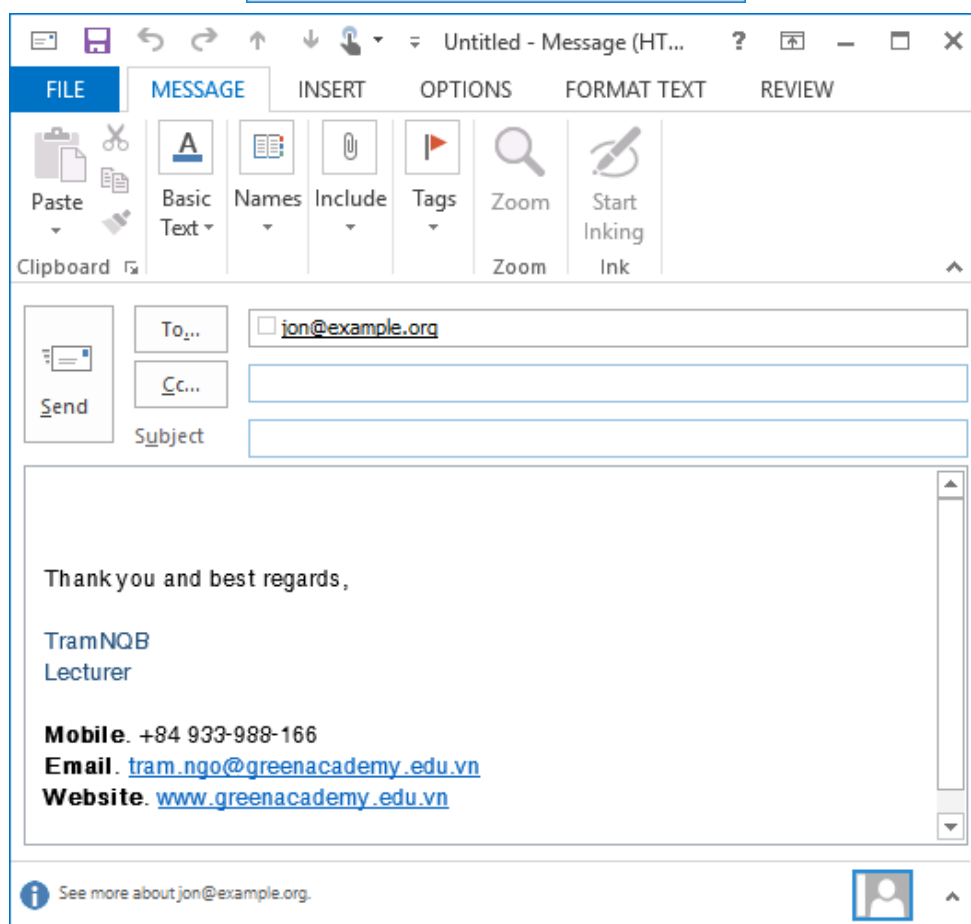 Untitled - Message (HT... ?
FILE MESSAGE INSERT OPTIONS FORMAT TEXT REVIEW
Paste
Basic Text
Names
Include
Tags
Zoom
Start Inking
Clipboard
Zoom
Ink
Send
To...
jon@example.org
Cc...
Subject
Thank you and best regards,
TramNQB
Lecturer
Mobile. +84 933-988-166
Email. tram.ngo@greenacademy.edu.vn
Website. www.greenacademy.edu.vn
See more about jon@example.org.